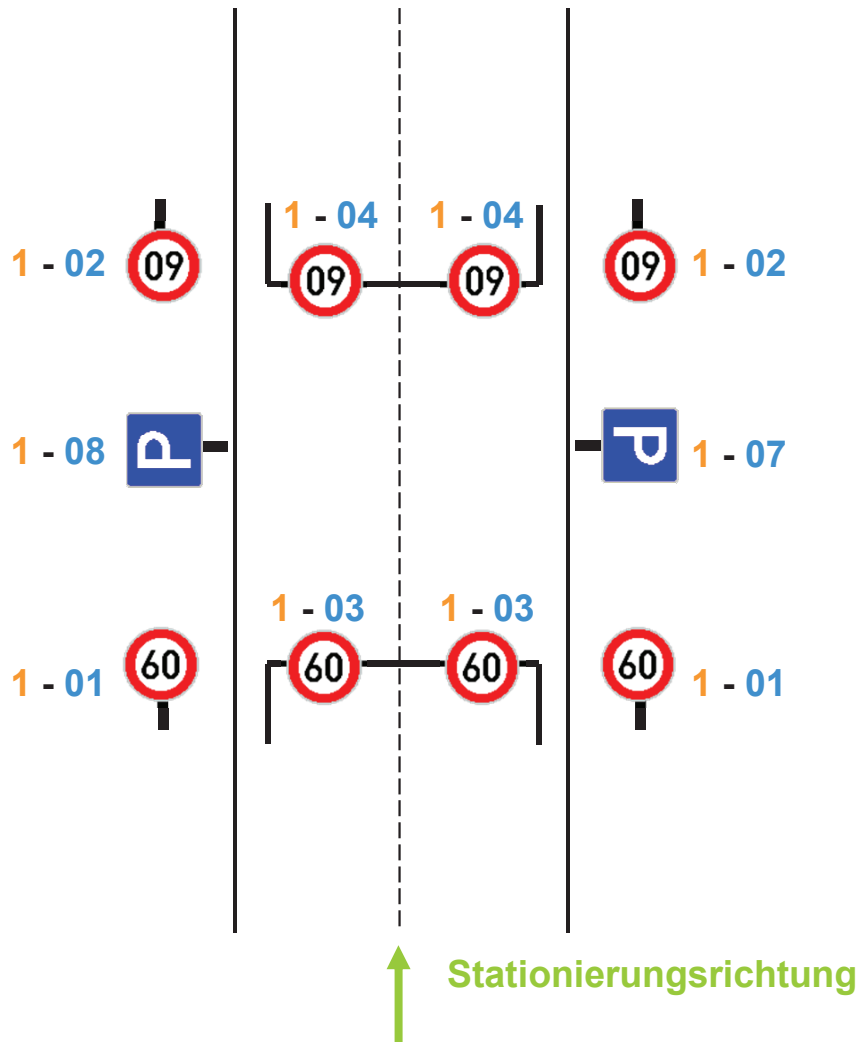 1 - 04 1 - 04
1 - 02 09 09 09 09 1 - 02
1 - 08 P P 1 - 07
1 - 03 1 - 03
1 - 01 60 60 60 60 1 - 01
Stationierungsrichtung